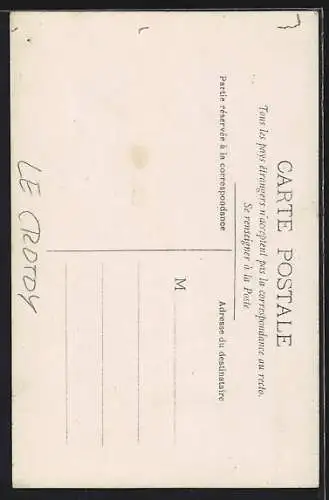 CARTE POSTALE
Tous les pays étrangers n'acceptent pas la correspondance au recto.
Se renseigner à la Poste
Partie réservée à la correspondance
Adresse du destinataire
M
LE CROTOY